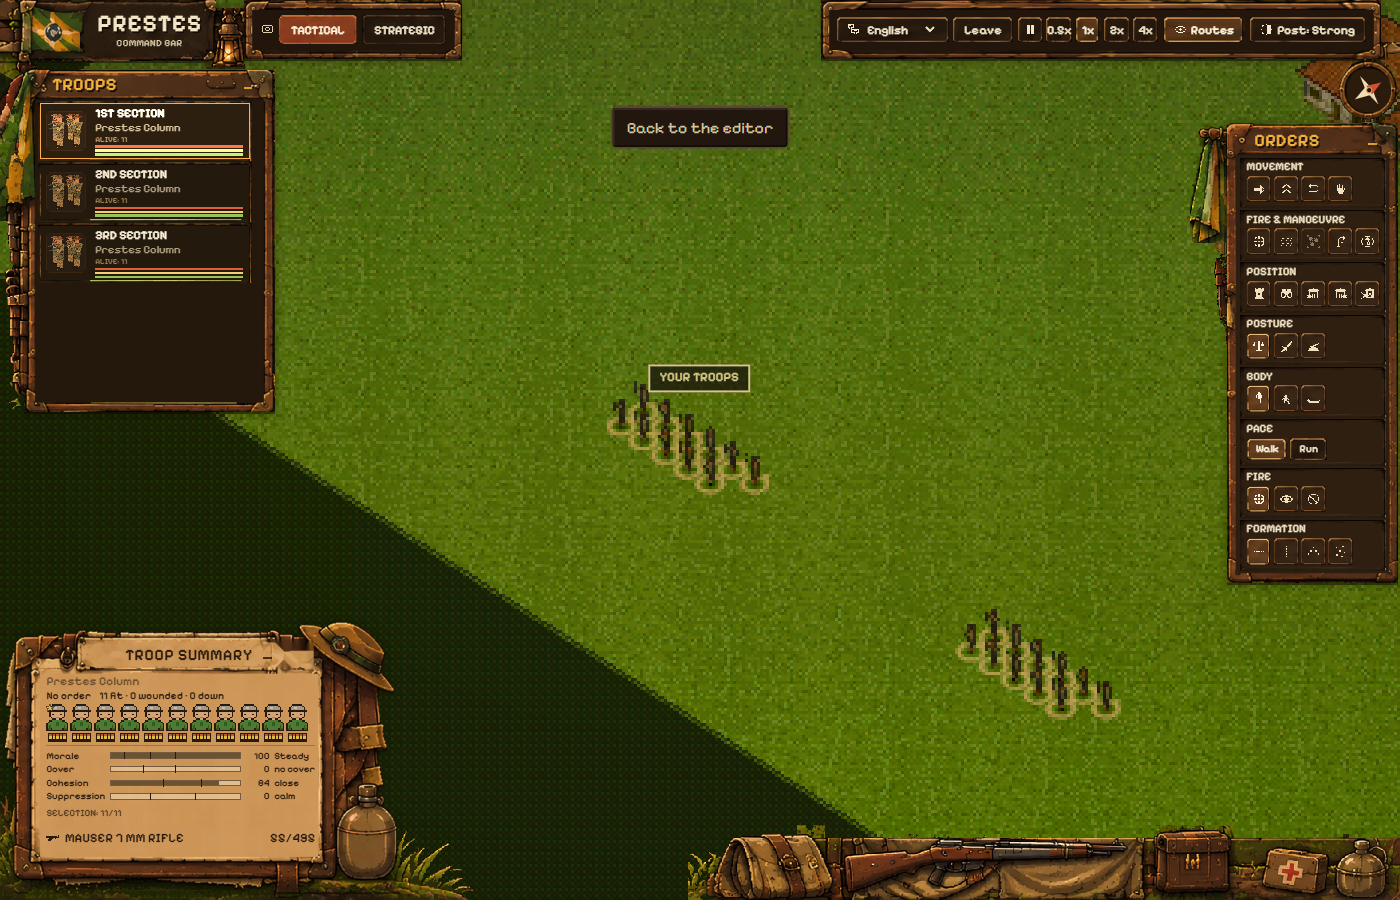 PRESTES
COMMAND BAR
TACTICAL
STRATEGIC
English
Leave
0.5x
1x
2x
4x
Routes
Post: Strong
TROOPS
1ST SECTION
Prestes Column
ALIVE: 11
2ND SECTION
Prestes Column
ALIVE: 11
3RD SECTION
Prestes Column
ALIVE: 11
Back to the editor
YOUR TROOPS
ORDERS
MOVEMENT
FIRE & MANOEUVRE
POSITION
POSTURE
BODY
PACE
Walk
Run
FIRE
FORMATION
TROOP SUMMARY
Prestes Column
No order 11 fit · 0 wounded · 0 down
Morale 100 Steady
Cover 0 no cover
Cohesion 84 close
Suppression 0 calm
SELECTION: 11/11
MAUSER 7 MM RIFLE